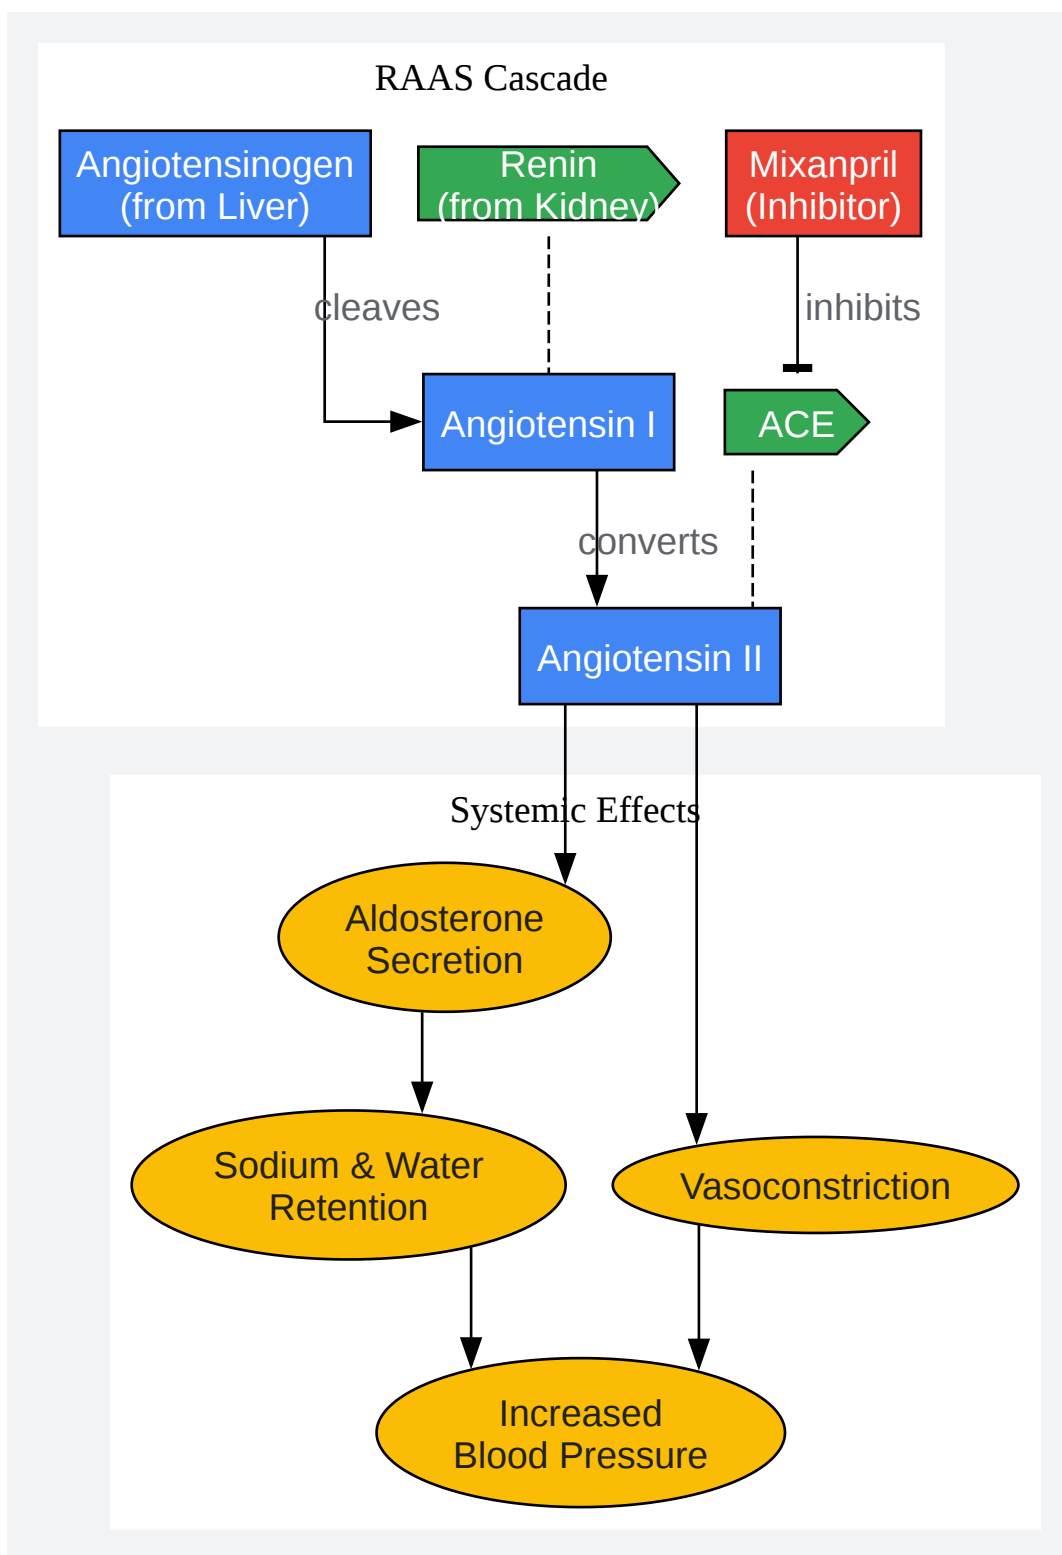 RAAS Cascade
Angiotensinogen
(from Liver)
Renin
(from Kidney)
Mixanpril
(Inhibitor)
cleaves
inhibits
Angiotensin I
ACE
converts
Angiotensin II
Systemic Effects
Aldosterone
Secretion
Sodium & Water
Retention
Vasoconstriction
Increased
Blood Pressure